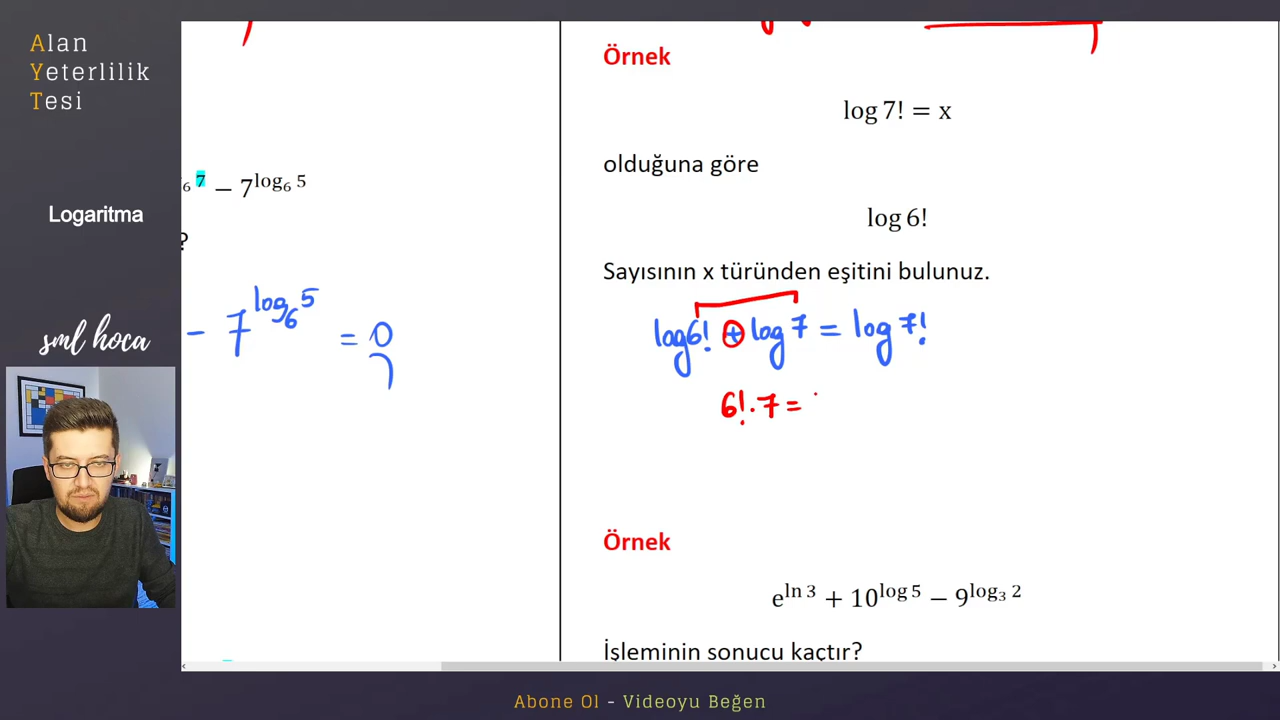 Alan
Yeterlilik
Tesi
Logaritma
sml hoca
6 7 − 7^log₆ 5
?
− 7^log₆ 5 = 0
Örnek
log 7! = x
olduğuna göre
log 6!
Sayısının x türünden eşitini bulunuz.
log 6! + log 7 = log 7!
6! . 7 =
Örnek
e^ln 3 + 10^log 5 − 9^log₃ 2
İşleminin sonucu kaçtır?
Abone Ol - Videoyu Beğen